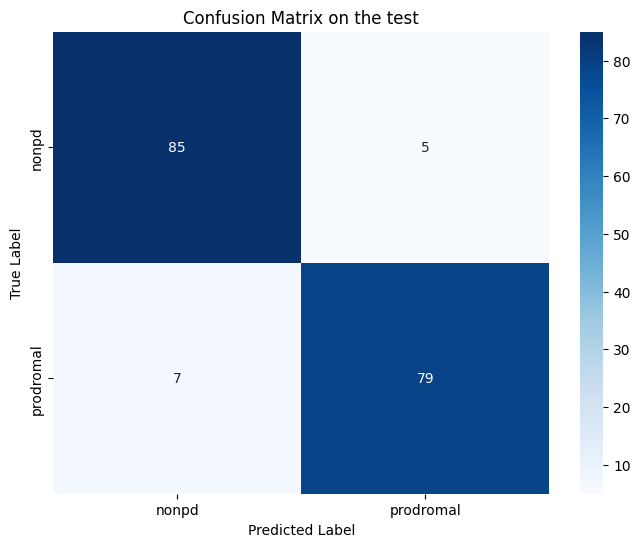 Confusion Matrix on the test
True Label
nonpd
prodromal
85
5
7
79
nonpd
prodromal
Predicted Label
80
70
60
50
40
30
20
10